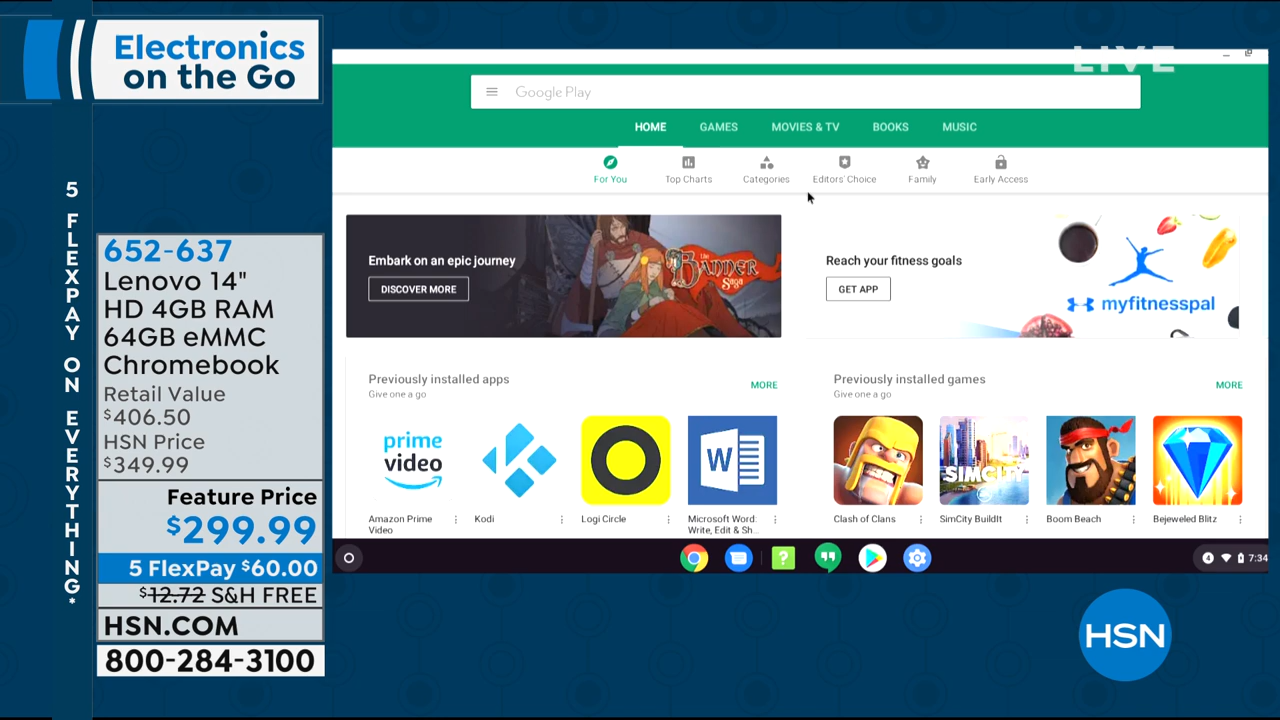 Electronics
on the Go
5 FLEXPAY ON EVERYTHING*
652-637
Lenovo 14"
HD 4GB RAM
64GB eMMC
Chromebook
Retail Value
$406.50
HSN Price
$349.99
Feature Price
$299.99
5 FlexPay $60.00
$12.72 S&H FREE
HSN.COM
800-284-3100
LIVE
Google Play
HOME GAMES MOVIES & TV BOOKS MUSIC
For You Top Charts Categories Editors' Choice Family Early Access
Embark on an epic journey
DISCOVER MORE
the BANNER Saga
Reach your fitness goals
GET APP
myfitnesspal
Previously installed apps
MORE
Give one a go
prime video
W
Amazon Prime Video
Kodi
Logi Circle
Microsoft Word: Write, Edit & Sh...
Previously installed games
MORE
Give one a go
SIMCITY
Clash of Clans
SimCity BuildIt
Boom Beach
Bejeweled Blitz
?
4 7:34
HSN